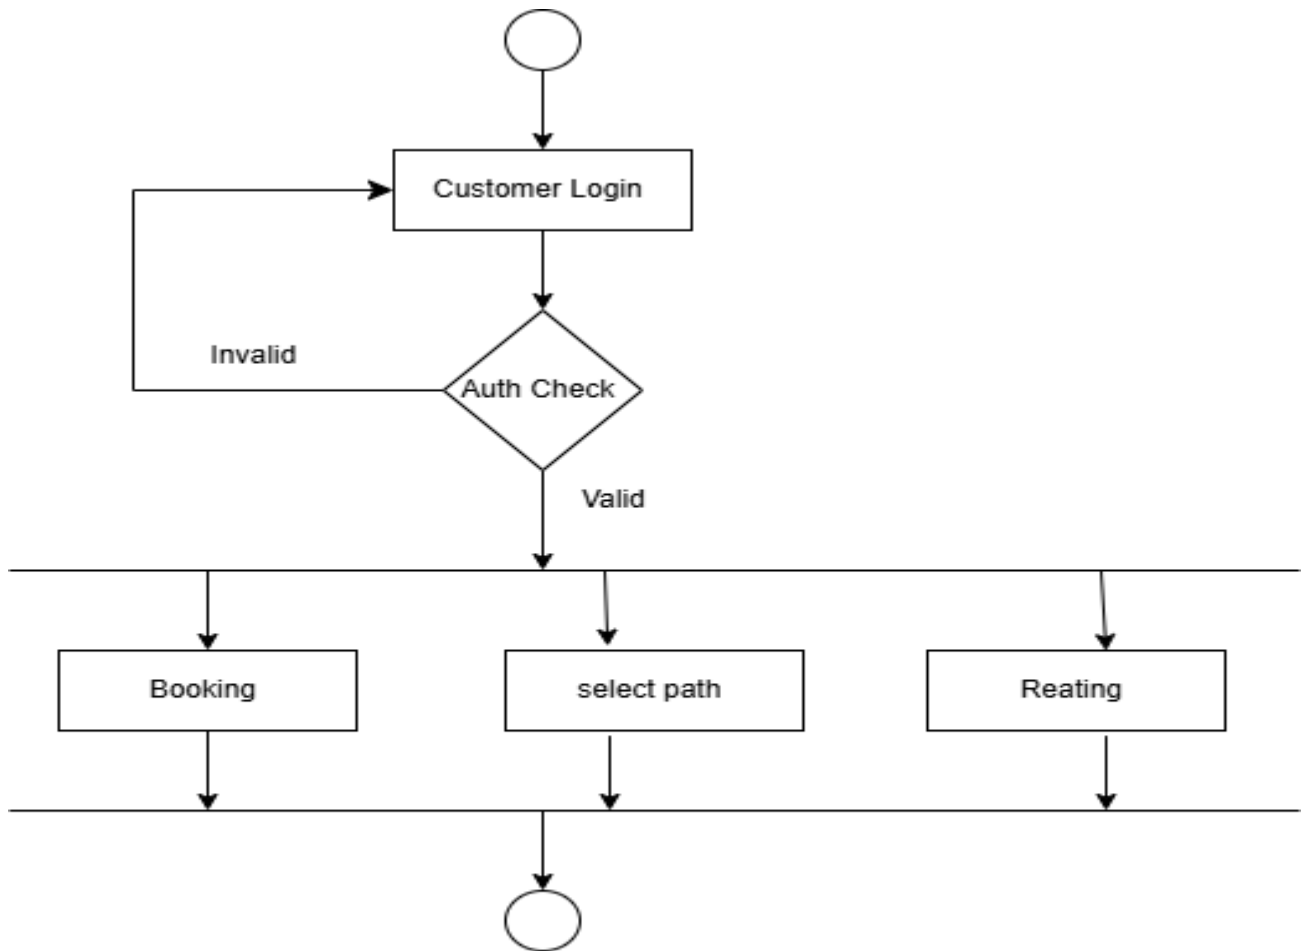 Customer Login
Invalid
Auth Check
Valid
Booking
select path
Reating